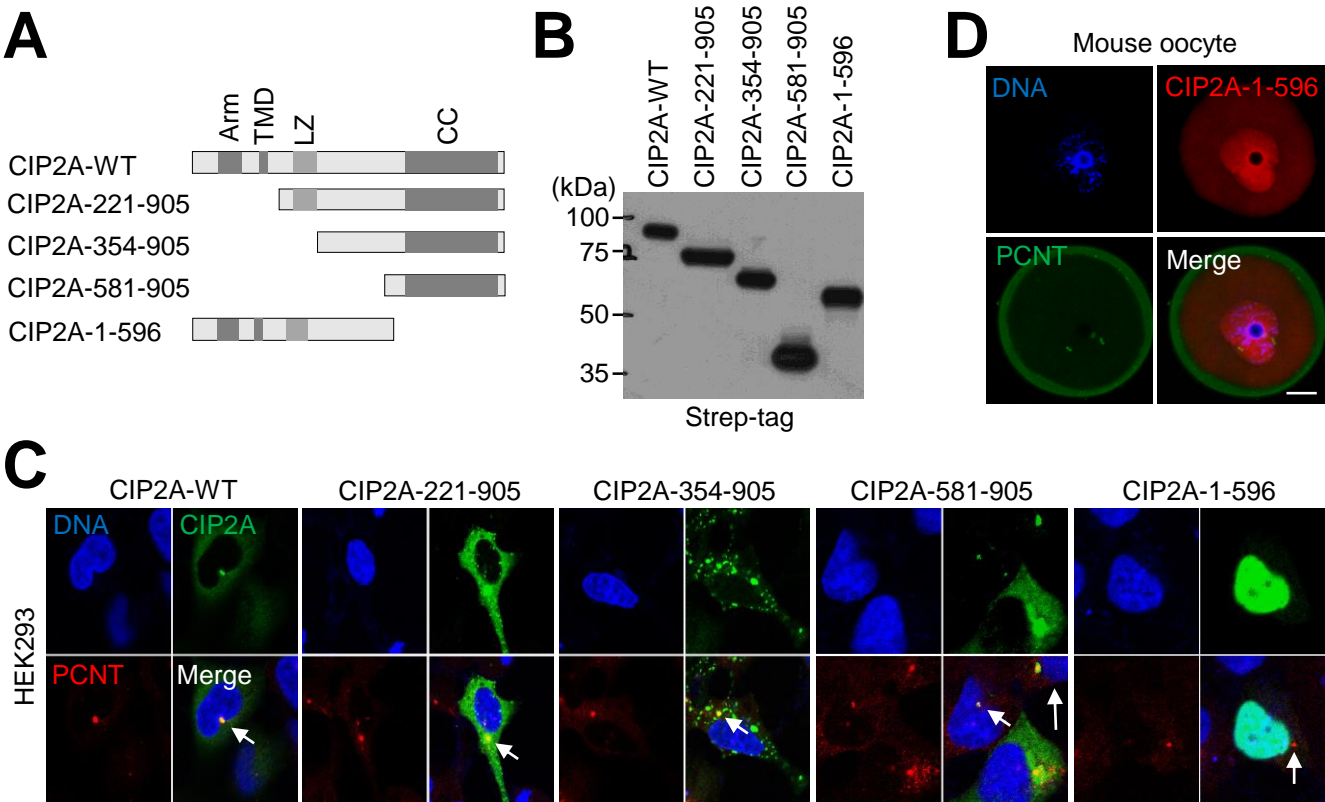 A
Arm
TMD
LZ
CC
CIP2A-WT
CIP2A-221-905
CIP2A-354-905
CIP2A-581-905
CIP2A-1-596
B
CIP2A-WT
CIP2A-221-905
CIP2A-354-905
CIP2A-581-905
CIP2A-1-596
(kDa)
100
75
50
35
Strep-tag
D
Mouse oocyte
DNA
CIP2A-1-596
PCNT
Merge
C
CIP2A-WT
CIP2A-221-905
CIP2A-354-905
CIP2A-581-905
CIP2A-1-596
HEK293
DNA
CIP2A
PCNT
Merge